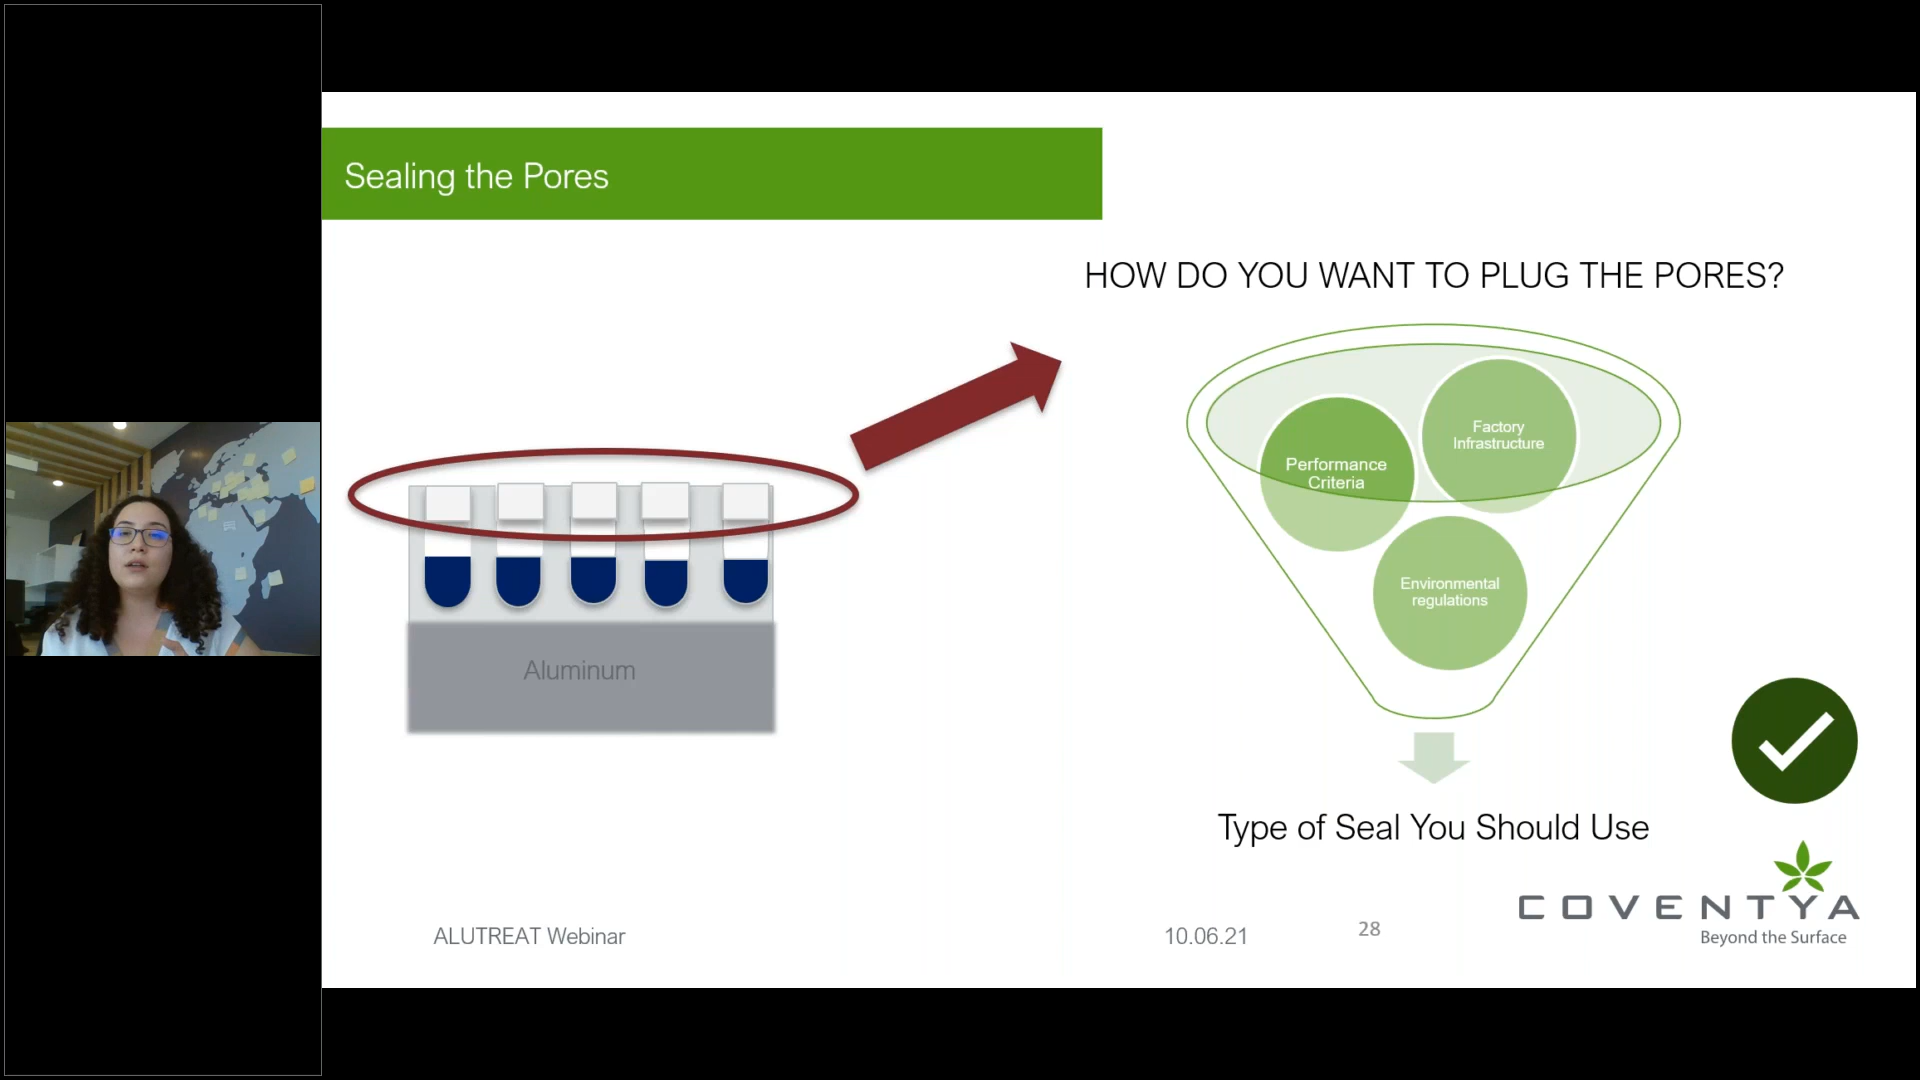 Sealing the Pores
HOW DO YOU WANT TO PLUG THE PORES?
Factory
Infrastructure
Performance
Criteria
Environmental
regulations
Aluminum
Type of Seal You Should Use
COVENTYA
Beyond the Surface
ALUTREAT Webinar
10.06.21
28